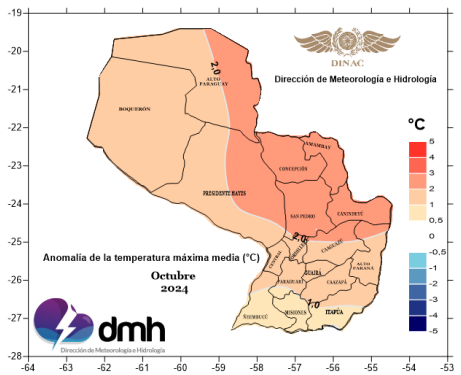 DINAC
Dirección de Meteorología e Hidrología
-19
-20
-21
-22
-23
-24
-25
-26
-27
-28
2.0
ALTO
PARAGUAY
BOQUERÓN
AMAMBAY
CONCEPCIÓN
PRESIDENTE HAYES
SAN PEDRO
CANINDEYÚ
2.0
CAAGUAZÚ
CENTRAL
ALTO
PARANÁ
GUAIRÁ
PARAGUARÍ
CAAZAPÁ
1.0
ÑEEMBUCÚ
MISIONES
ITAPÚA
°C
5
4
3
2
1
0,5
0
-0,5
-1
-2
-3
-4
-5
Anomalía de la temperatura máxima media (°C)
Octubre
2024
dmh
Dirección de Meteorología e Hidrología
-64
-63
-62
-61
-60
-59
-58
-57
-56
-55
-54